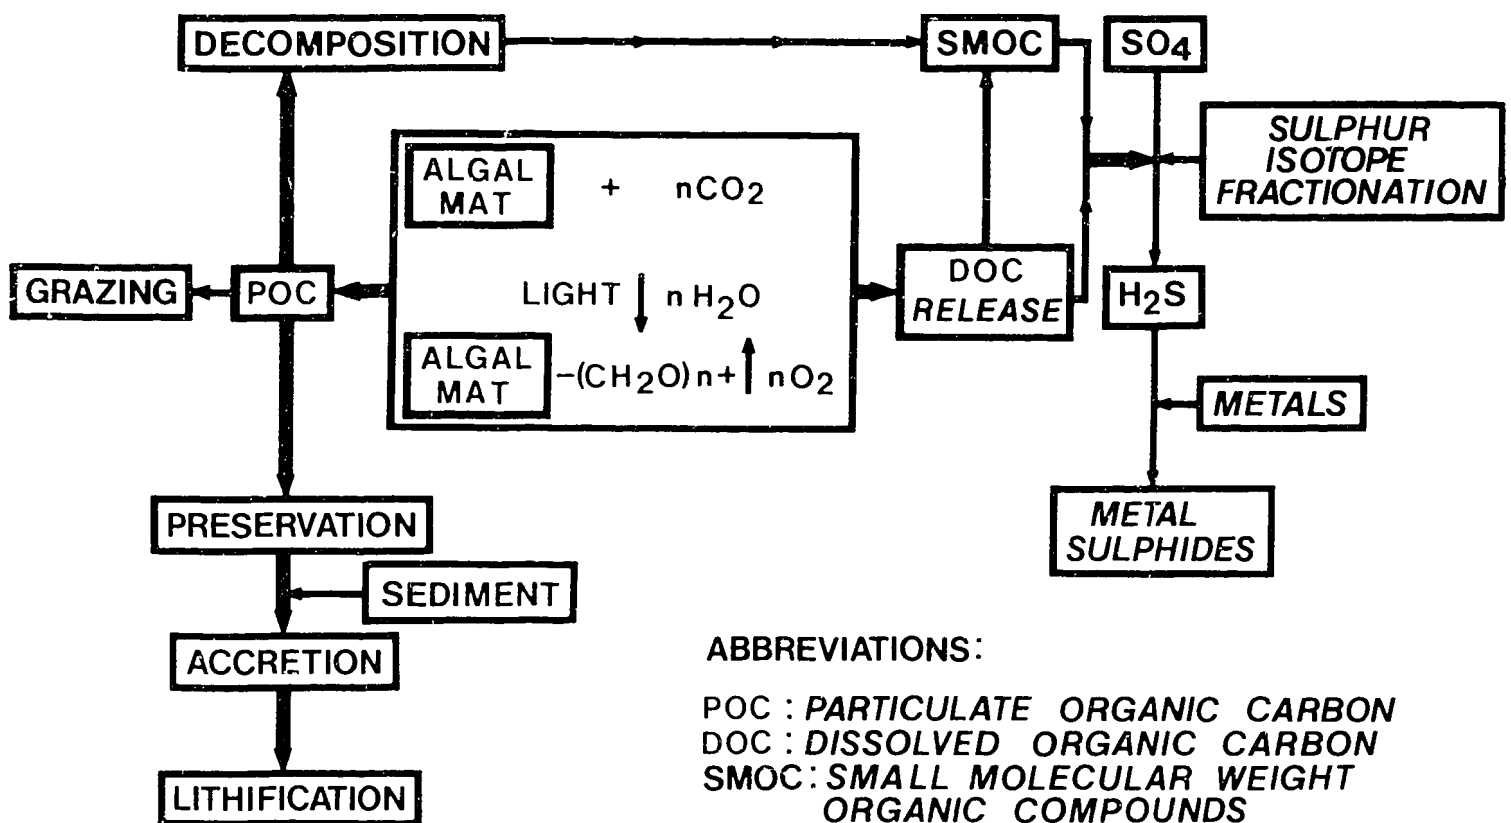 DECOMPOSITION
SMOC
SO4
SULPHUR
ISOTOPE
FRACTIONATION
ALGAL
MAT
+ nCO2
GRAZING
POC
LIGHT nH2O
DOC
RELEASE
H2S
ALGAL
MAT
-(CH2O)n+ nO2
METALS
PRESERVATION
METAL
SULPHIDES
SEDIMENT
ACCRETION
LITHIFICATION
ABBREVIATIONS:
POC : PARTICULATE ORGANIC CARBON
DOC : DISSOLVED ORGANIC CARBON
SMOC: SMALL MOLECULAR WEIGHT
ORGANIC COMPOUNDS